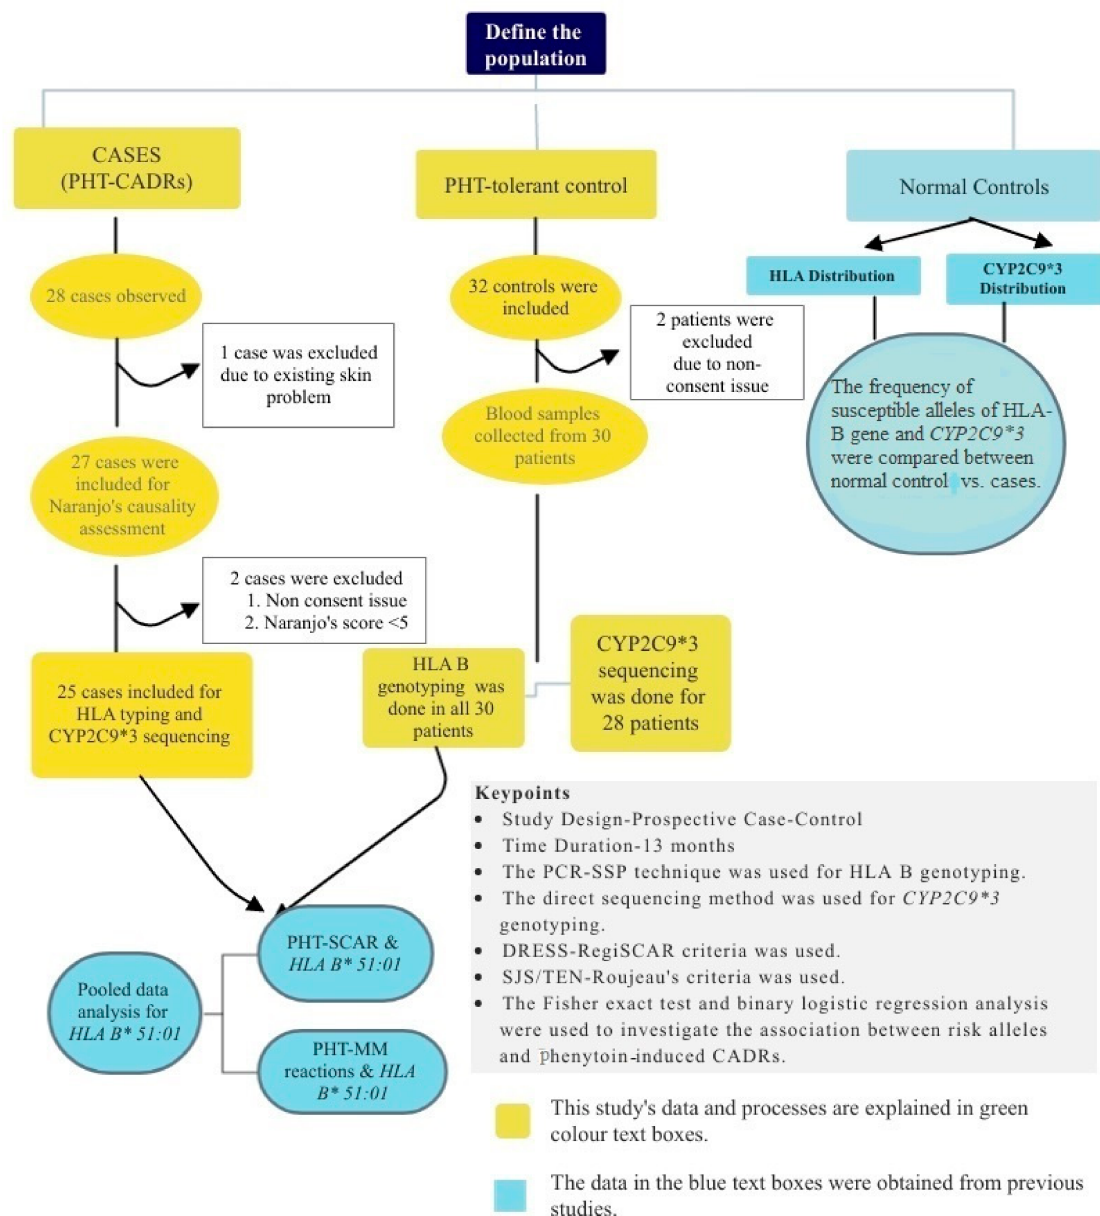 Define the
population
CASES
(PHT-CADRs)
PHT-tolerant control
Normal Controls
28 cases observed
1 case was excluded
due to existing skin
problem
27 cases were
included for
Naranjo's causality
assessment
2 cases were excluded
1. Non consent issue
2. Naranjo's score <5
25 cases included for
HLA typing and
CYP2C9*3 sequencing
32 controls were
included
2 patients were
excluded
due to non-
consent issue
Blood samples
collected from 30
patients
HLA B
genotyping was
done in all 30
patients
CYP2C9*3
sequencing
was done for
28 patients
HLA Distribution
CYP2C9*3
Distribution
The frequency of
susceptible alleles of HLA-
B gene and CYP2C9*3
were compared between
normal control vs. cases.
Pooled data
analysis for
HLA B* 51:01
PHT-SCAR &
HLA B* 51:01
PHT-MM
reactions & HLA
B* 51:01
Keypoints
• Study Design-Prospective Case-Control
• Time Duration-13 months
• The PCR-SSP technique was used for HLA B genotyping.
• The direct sequencing method was used for CYP2C9*3
genotyping.
• DRESS-RegiSCAR criteria was used.
• SJS/TEN-Roujeau's criteria was used.
• The Fisher exact test and binary logistic regression analysis
were used to investigate the association between risk alleles
and phenytoin-induced CADRs.
This study's data and processes are explained in green
colour text boxes.
The data in the blue text boxes were obtained from previous
studies.